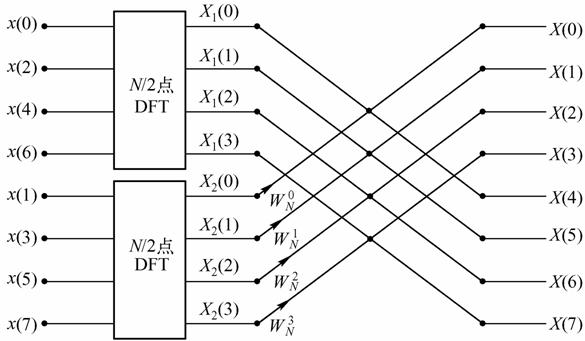 x(0) X₁(0) X(0)
x(2) X₁(1) X(1)
N/2点
DFT
x(4) X₁(2) X(2)
x(6) X₁(3) X(3)
x(1) X₂(0) W_N^0 X(4)
x(3) X₂(1) W_N^1 X(5)
N/2点
DFT
x(5) X₂(2) W_N^2 X(6)
x(7) X₂(3) W_N^3 X(7)